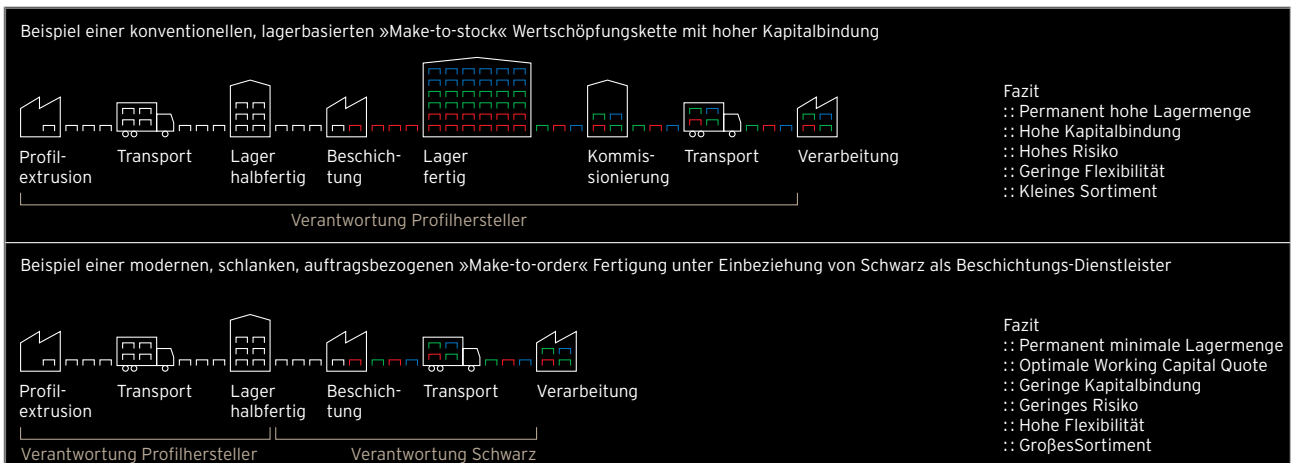 Beispiel einer konventionellen, lagerbasierten »Make-to-stock« Wertschöpfungskette mit hoher Kapitalbindung
Profil-
extrusion
Transport
Lager
halbfertig
Beschich-
tung
Lager
fertig
Kommis-
sionierung
Transport
Verarbeitung
Verantwortung Profilhersteller
Fazit
:: Permanent hohe Lagermenge
:: Hohe Kapitalbindung
:: Hohes Risiko
:: Geringe Flexibilität
:: Kleines Sortiment
Beispiel einer modernen, schlanken, auftragsbezogenen »Make-to-order« Fertigung unter Einbeziehung von Schwarz als Beschichtungs-Dienstleister
Profil-
extrusion
Transport
Lager
halbfertig
Beschich-
tung
Transport
Verarbeitung
Verantwortung Profilhersteller
Verantwortung Schwarz
Fazit
:: Permanent minimale Lagermenge
:: Optimale Working Capital Quote
:: Geringe Kapitalbindung
:: Geringes Risiko
:: Hohe Flexibilität
:: GroßesSortiment